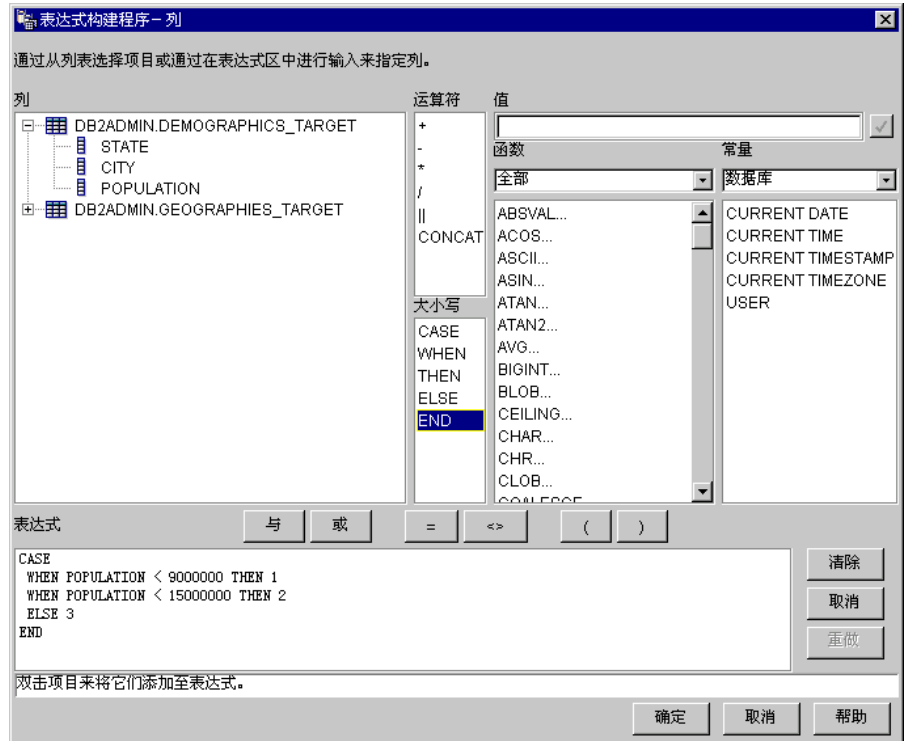 表达式构建程序－列
通过从列表选择项目或通过在表达式区中进行输入来指定列。
列
DB2ADMIN.DEMOGRAPHICS_TARGET
STATE
CITY
POPULATION
DB2ADMIN.GEOGRAPHIES_TARGET
运算符
+
-
*
/
||
CONCAT
大小写
CASE
WHEN
THEN
ELSE
END
值
函数
全部
ABSVAL...
ACOS...
ASCII...
ASIN...
ATAN...
ATAN2...
AVG...
BIGINT...
BLOB...
CEILING...
CHAR...
CHR...
CLOB...
常量
数据库
CURRENT DATE
CURRENT TIME
CURRENT TIMESTAMP
CURRENT TIMEZONE
USER
表达式
与 或 = <> ( )
CASE
WHEN POPULATION < 9000000 THEN 1
WHEN POPULATION < 15000000 THEN 2
ELSE 3
END
清除
取消
重做
双击项目来将它们添加至表达式。
确定 取消 帮助